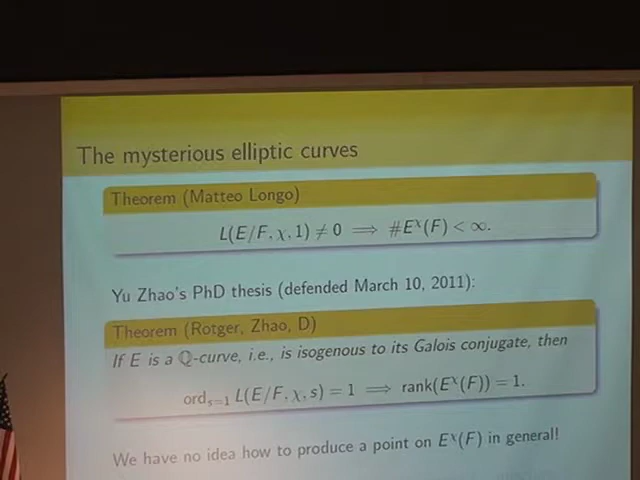 The mysterious elliptic curves
Theorem (Matteo Longo)
L(E/F, χ, 1) ≠ 0 ⟹ #E^χ(F) < ∞.
Yu Zhao's PhD thesis (defended March 10, 2011):
Theorem (Rotger, Zhao, D)
If E is a ℚ-curve, i.e., is isogenous to its Galois conjugate, then
ord_{s=1} L(E/F, χ, s) = 1 ⟹ rank(E^χ(F)) = 1.
We have no idea how to produce a point on E^χ(F) in general!